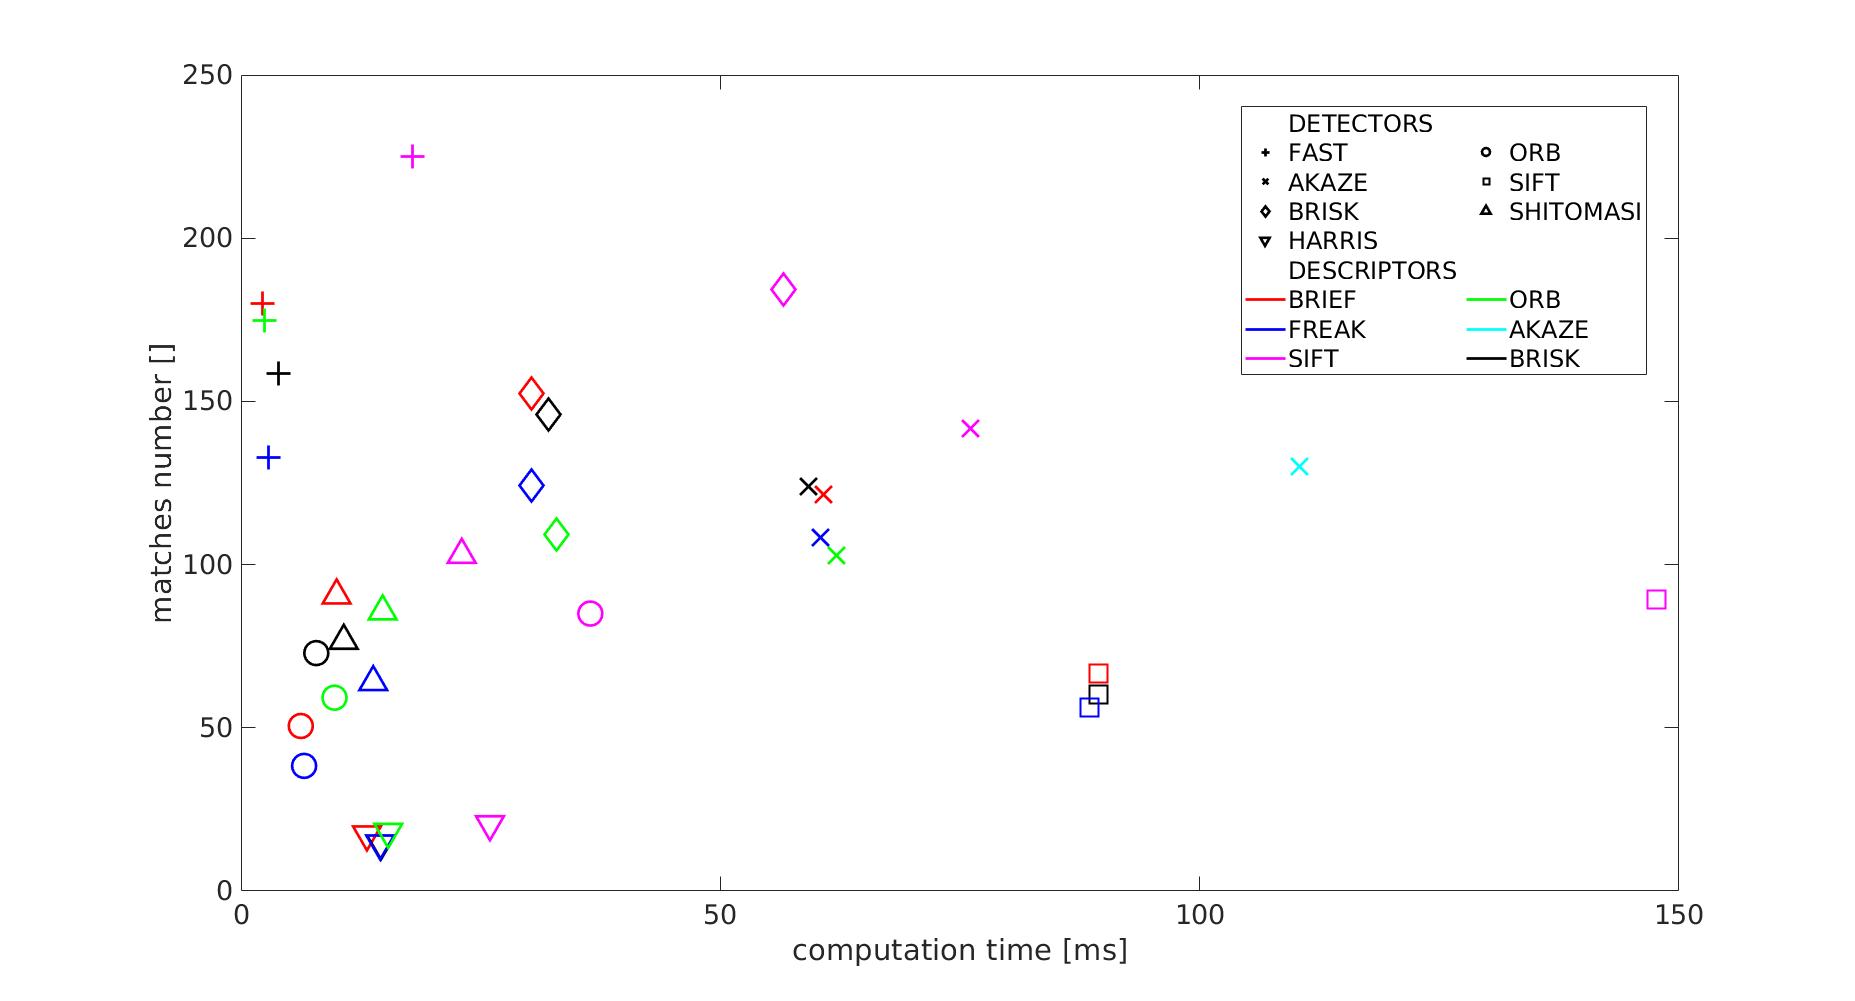 250
200
150
100
50
0
matches number []
0 50 100 150
computation time [ms]
DETECTORS
FAST ORB
AKAZE SIFT
BRISK SHITOMASI
HARRIS
DESCRIPTORS
BRIEF ORB
FREAK AKAZE
SIFT BRISK